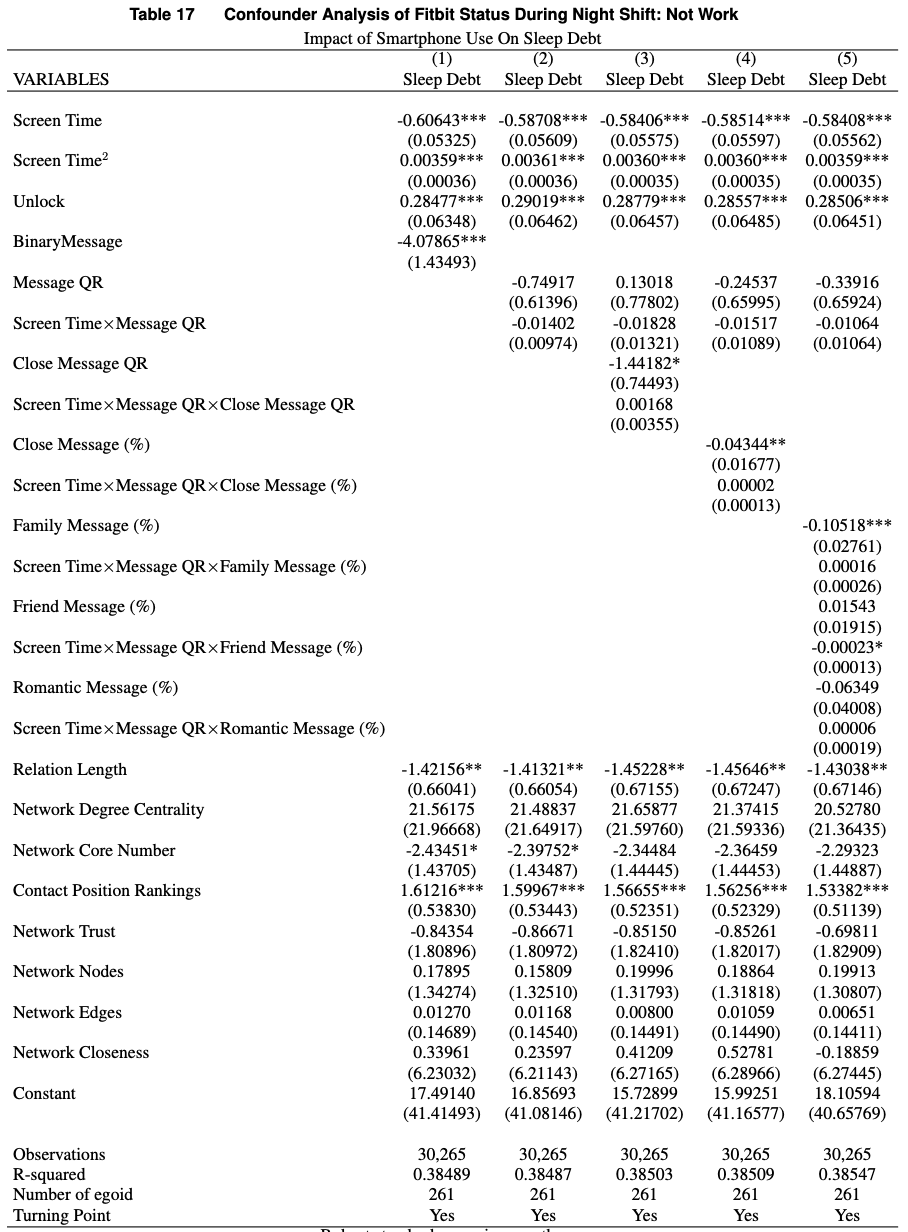 Table 17 Confounder Analysis of Fitbit Status During Night Shift: Not Work
Impact of Smartphone Use On Sleep Debt
(1) (2) (3) (4) (5)
VARIABLES Sleep Debt Sleep Debt Sleep Debt Sleep Debt Sleep Debt
Screen Time -0.60643*** -0.58708*** -0.58406*** -0.58514*** -0.58408***
(0.05325) (0.05609) (0.05575) (0.05597) (0.05562)
Screen Time² 0.00359*** 0.00361*** 0.00360*** 0.00360*** 0.00359***
(0.00036) (0.00036) (0.00035) (0.00035) (0.00035)
Unlock 0.28477*** 0.29019*** 0.28779*** 0.28557*** 0.28506***
(0.06348) (0.06462) (0.06457) (0.06485) (0.06451)
BinaryMessage -4.07865***
(1.43493)
Message QR -0.74917 0.13018 -0.24537 -0.33916
(0.61396) (0.77802) (0.65995) (0.65924)
Screen Time×Message QR -0.01402 -0.01828 -0.01517 -0.01064
(0.00974) (0.01321) (0.01089) (0.01064)
Close Message QR -1.44182*
(0.74493)
Screen Time×Message QR×Close Message QR 0.00168
(0.00355)
Close Message (%) -0.04344**
(0.01677)
Screen Time×Message QR×Close Message (%) 0.00002
(0.00013)
Family Message (%) -0.10518***
(0.02761)
Screen Time×Message QR×Family Message (%) 0.00016
(0.00026)
Friend Message (%) 0.01543
(0.01915)
Screen Time×Message QR×Friend Message (%) -0.00023*
(0.00013)
Romantic Message (%) -0.06349
(0.04008)
Screen Time×Message QR×Romantic Message (%) 0.00006
(0.00019)
Relation Length -1.42156** -1.41321** -1.45228** -1.45646** -1.43038**
(0.66041) (0.66054) (0.67155) (0.67247) (0.67146)
Network Degree Centrality 21.56175 21.48837 21.65877 21.37415 20.52780
(21.96668) (21.64917) (21.59760) (21.59336) (21.36435)
Network Core Number -2.43451* -2.39752* -2.34484 -2.36459 -2.29323
(1.43705) (1.43487) (1.44445) (1.44453) (1.44887)
Contact Position Rankings 1.61216*** 1.59967*** 1.56655*** 1.56256*** 1.53382***
(0.53830) (0.53443) (0.52351) (0.52329) (0.51139)
Network Trust -0.84354 -0.86671 -0.85150 -0.85261 -0.69811
(1.80896) (1.80972) (1.82410) (1.82017) (1.82909)
Network Nodes 0.17895 0.15809 0.19996 0.18864 0.19913
(1.34274) (1.32510) (1.31793) (1.31818) (1.30807)
Network Edges 0.01270 0.01168 0.00800 0.01059 0.00651
(0.14689) (0.14540) (0.14491) (0.14490) (0.14411)
Network Closeness 0.33961 0.23597 0.41209 0.52781 -0.18859
(6.23032) (6.21143) (6.27165) (6.28966) (6.27445)
Constant 17.49140 16.85693 15.72899 15.99251 18.10594
(41.41493) (41.08146) (41.21702) (41.16577) (40.65769)
Observations 30,265 30,265 30,265 30,265 30,265
R-squared 0.38489 0.38487 0.38503 0.38509 0.38547
Number of egoid 261 261 261 261 261
Turning Point Yes Yes Yes Yes Yes